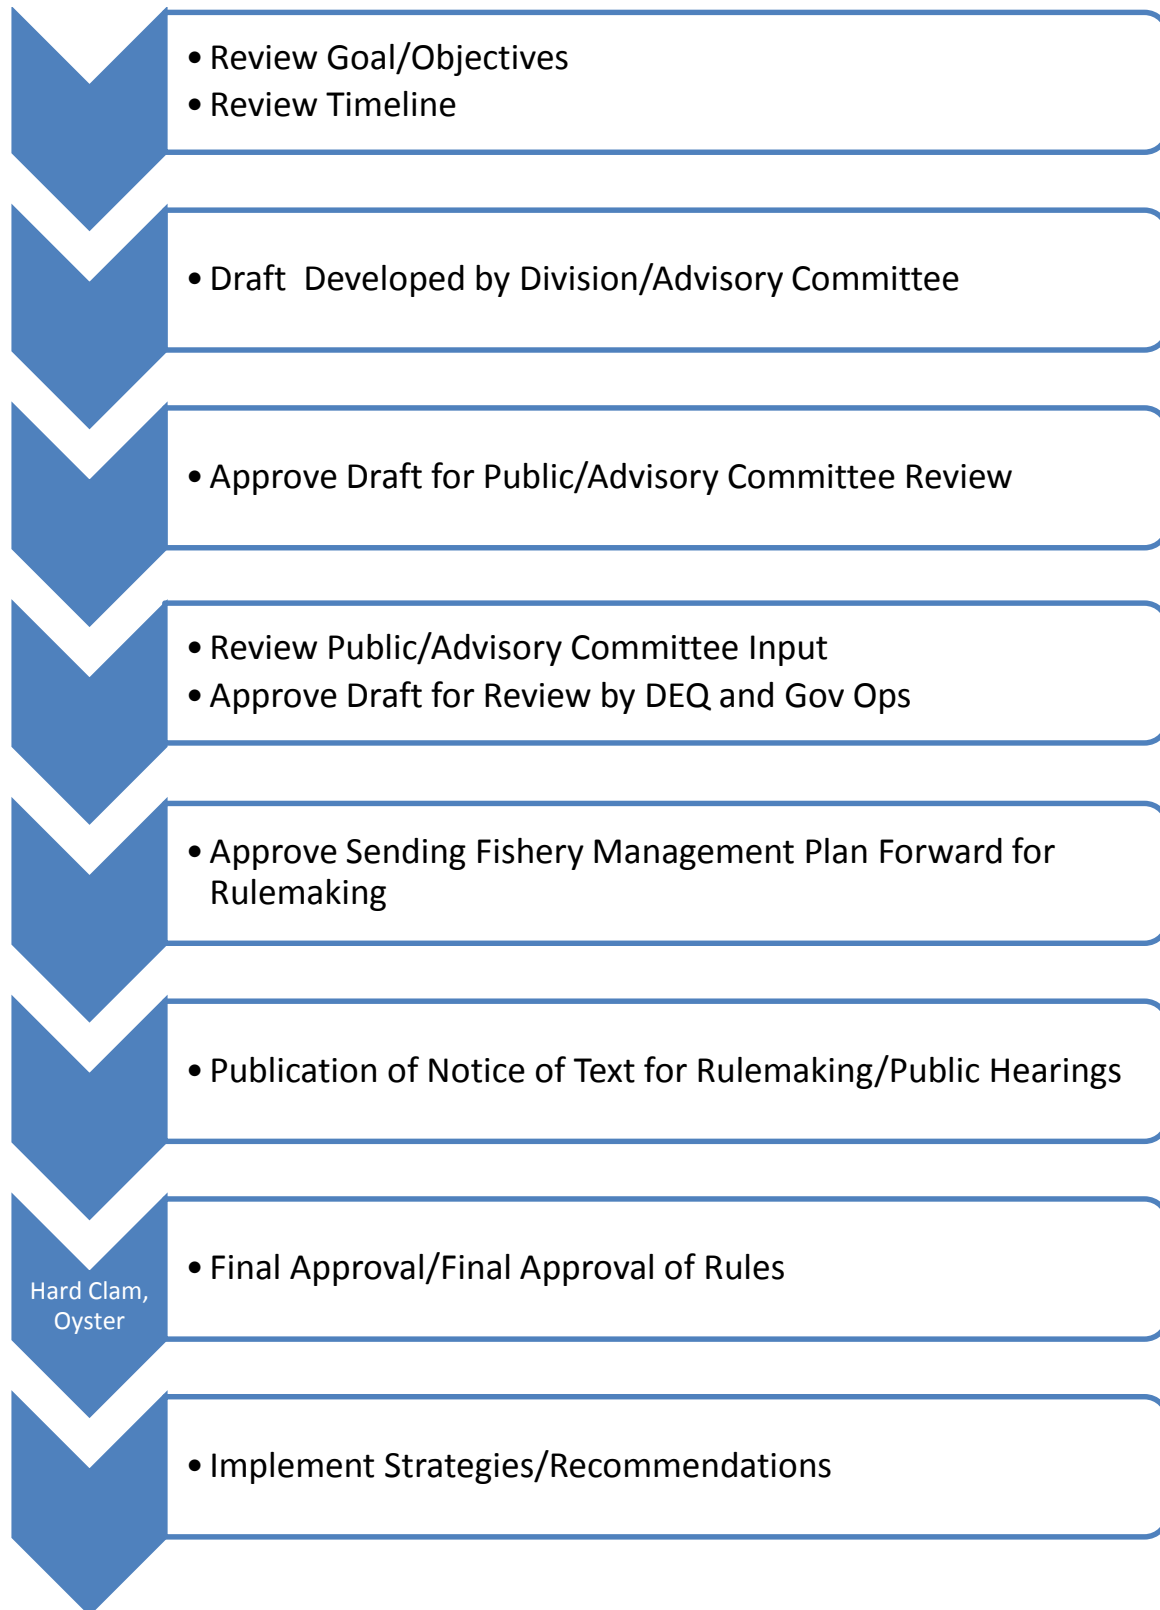 • Review Goal/Objectives
• Review Timeline
• Draft  Developed by Division/Advisory Committee
• Approve Draft for Public/Advisory Committee Review
• Review Public/Advisory Committee Input
• Approve Draft for Review by DEQ and Gov Ops
• Approve Sending Fishery Management Plan Forward for
Rulemaking
• Publication of Notice of Text for Rulemaking/Public Hearings
Hard Clam,
Oyster
• Final Approval/Final Approval of Rules
• Implement Strategies/Recommendations